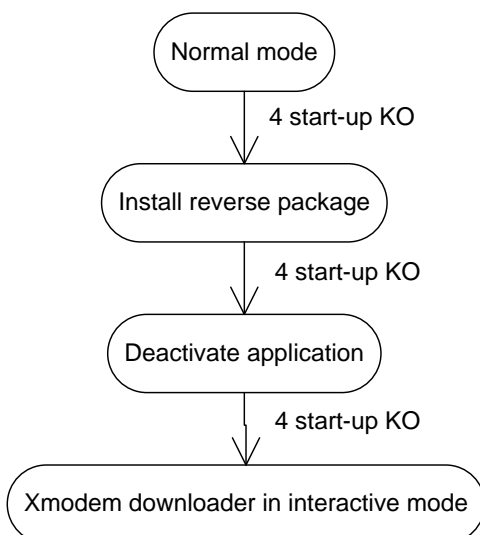 Normal mode
4 start-up KO
Install reverse package
4 start-up KO
Deactivate application
4 start-up KO
Xmodem downloader in interactive mode